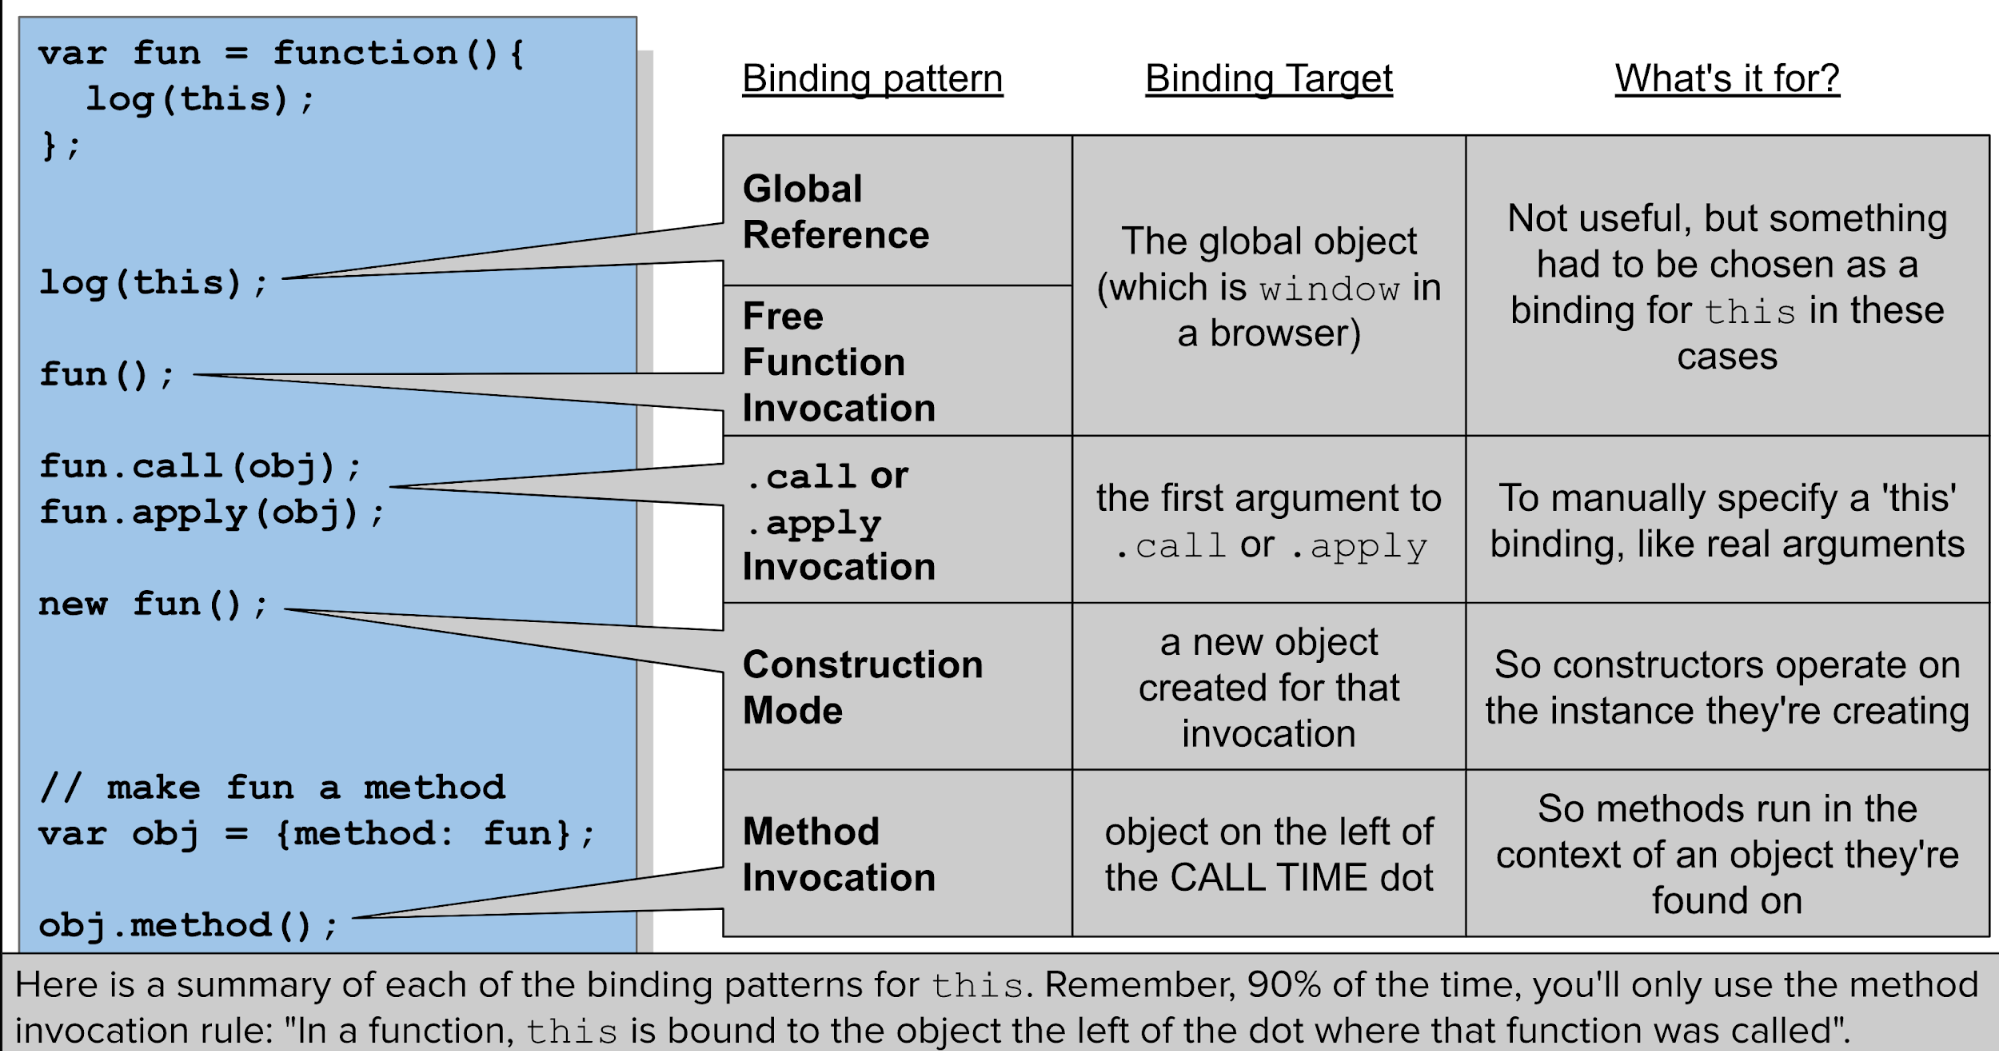 var fun = function(){
  log(this);
};
log(this);
fun();
fun.call(obj);
fun.apply(obj);
new fun();
// make fun a method
var obj = {method: fun};
obj.method();
Binding pattern
Binding Target
What's it for?
Global
Reference
Free
Function
Invocation
The global object
(which is window in
a browser)
Not useful, but something
had to be chosen as a
binding for this in these
cases
.call or
.apply
Invocation
the first argument to
.call or .apply
To manually specify a 'this'
binding, like real arguments
Construction
Mode
a new object
created for that
invocation
So constructors operate on
the instance they're creating
Method
Invocation
object on the left of
the CALL TIME dot
So methods run in the
context of an object they're
found on
Here is a summary of each of the binding patterns for this. Remember, 90% of the time, you'll only use the method
invocation rule: "In a function, this is bound to the object the left of the dot where that function was called".